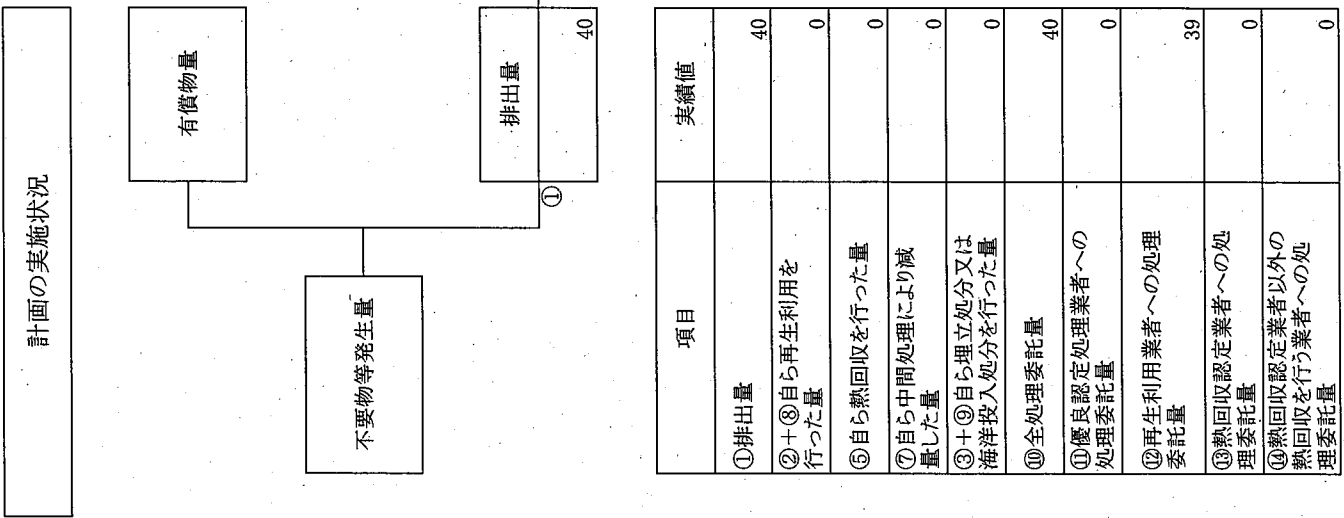 計画の実施状況
不要物等発生量
有償物量
①
排出量
40
項目
実績値
①排出量
40
②+⑧自ら再生利用を
行った量
0
⑤自ら熱回収を行った量
0
⑦自ら中間処理により減
量した量
0
③+⑨自ら埋立処分又は
海洋投入処分を行った量
0
⑩全処理委託量
40
⑪優良認定処理業者への
処理委託量
0
⑫再生利用業者への処理
委託量
39
⑬熱回収認定業者への処
理委託量
0
⑭熱回収認定業者以外の
熱回収を行う業者への処
理委託量
0